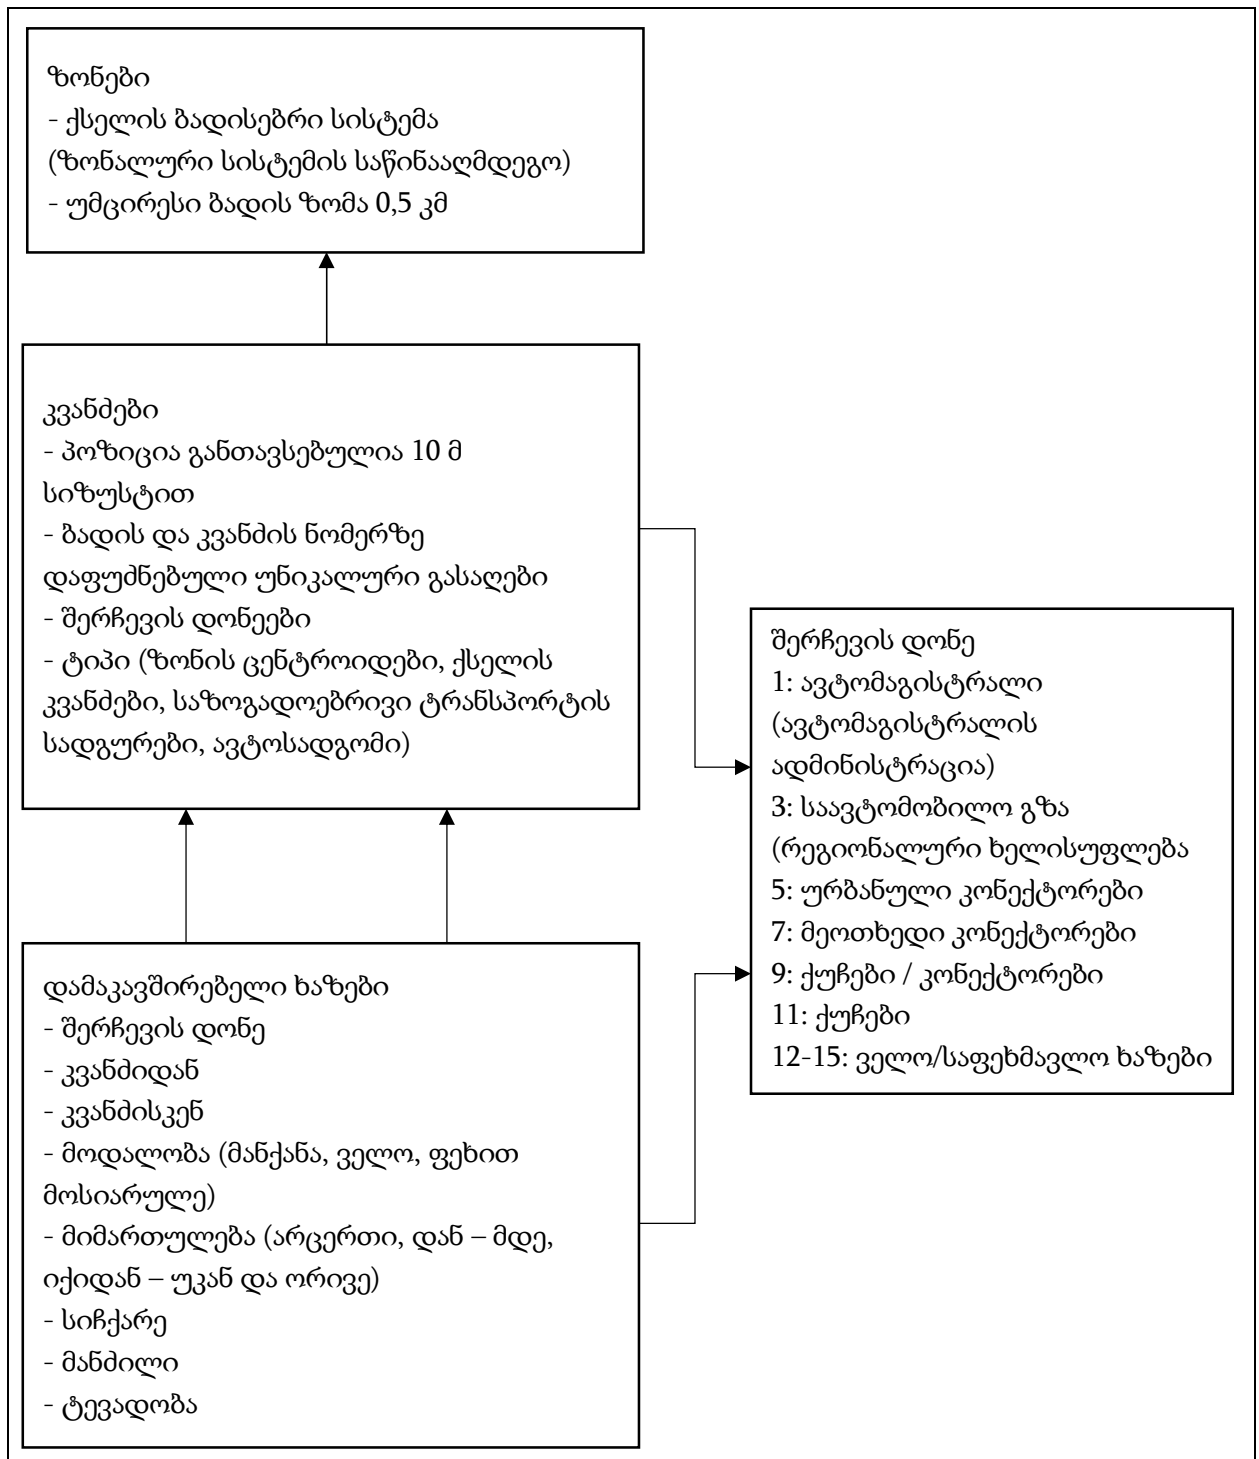 ზონები
- ქსელის ბადისებრი სისტემა
(ზონალური სისტემის საწინააღმდეგო)
- უმცირესი ბადის ზომა 0,5 კმ
კვანძები
- პოზიცია განთავსებულია 10 მ
სიზუსტით
- ბადის და კვანძის ნომერზე
დაფუძნებული უნიკალური გასაღები
- შერჩევის დონეები
- ტიპი (ზონის ცენტროიდები, ქსელის
კვანძები, საზოგადოებრივი ტრანსპორტის
სადგურები, ავტოსადგომი)
შერჩევის დონე
1: ავტომაგისტრალი
(ავტომაგისტრალის
ადმინისტრაცია)
3: საავტომობილო გზა
(რეგიონალური ხელისუფლება
5: ურბანული კონექტორები
7: მეოთხედი კონექტორები
9: ქუჩები / კონექტორები
11: ქუჩები
12-15: ველო/საფეხმავლო ხაზები
დამაკავშირებელი ხაზები
- შერჩევის დონე
- კვანძიდან
- კვანძისკენ
- მოდალობა (მანქანა, ველო, ფეხით
მოსიარულე)
- მიმართულება (არცერთი, დან – მდე,
იქიდან – უკან და ორივე)
- სიჩქარე
- მანძილი
- ტევადობა